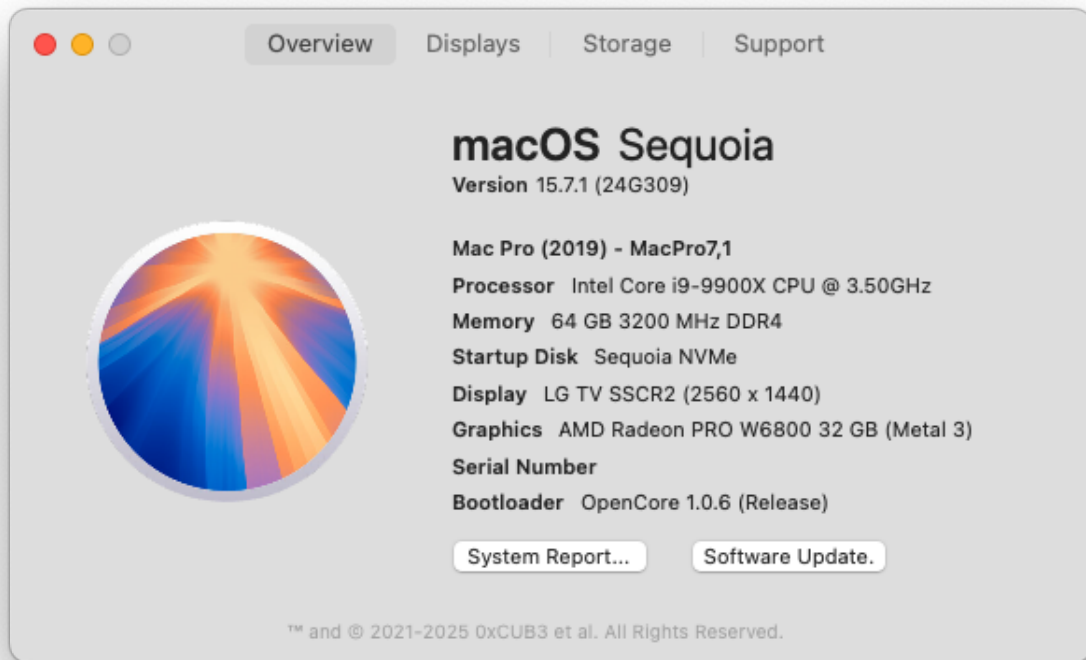 Overview Displays Storage Support
macOS Sequoia
Version 15.7.1 (24G309)
Mac Pro (2019) - MacPro7,1
Processor Intel Core i9-9900X CPU @ 3.50GHz
Memory 64 GB 3200 MHz DDR4
Startup Disk Sequoia NVMe
Display LG TV SSCR2 (2560 x 1440)
Graphics AMD Radeon PRO W6800 32 GB (Metal 3)
Serial Number
Bootloader OpenCore 1.0.6 (Release)
System Report... Software Update.
™ and © 2021-2025 0xCUB3 et al. All Rights Reserved.